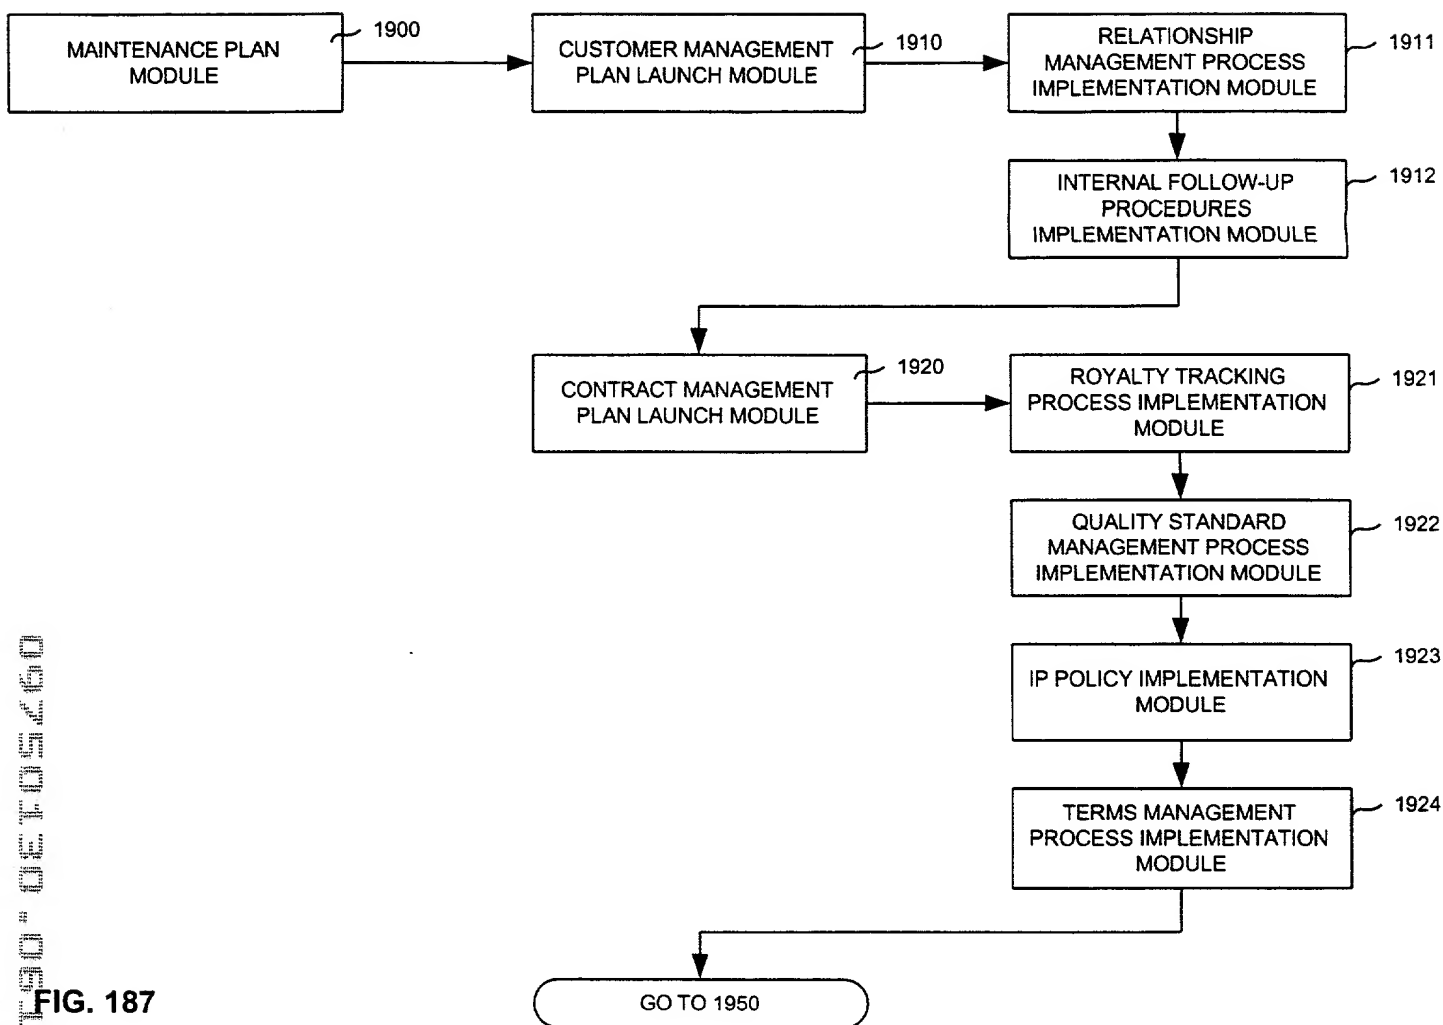 MAINTENANCE PLAN
MODULE
1900
CUSTOMER MANAGEMENT
PLAN LAUNCH MODULE
1910
RELATIONSHIP
MANAGEMENT PROCESS
IMPLEMENTATION MODULE
1911
INTERNAL FOLLOW-UP
PROCEDURES
IMPLEMENTATION MODULE
1912
CONTRACT MANAGEMENT
PLAN LAUNCH MODULE
1920
ROYALTY TRACKING
PROCESS IMPLEMENTATION
MODULE
1921
QUALITY STANDARD
MANAGEMENT PROCESS
IMPLEMENTATION MODULE
1922
IP POLICY IMPLEMENTATION
MODULE
1923
TERMS MANAGEMENT
PROCESS IMPLEMENTATION
MODULE
1924
GO TO 1950
FIG. 187